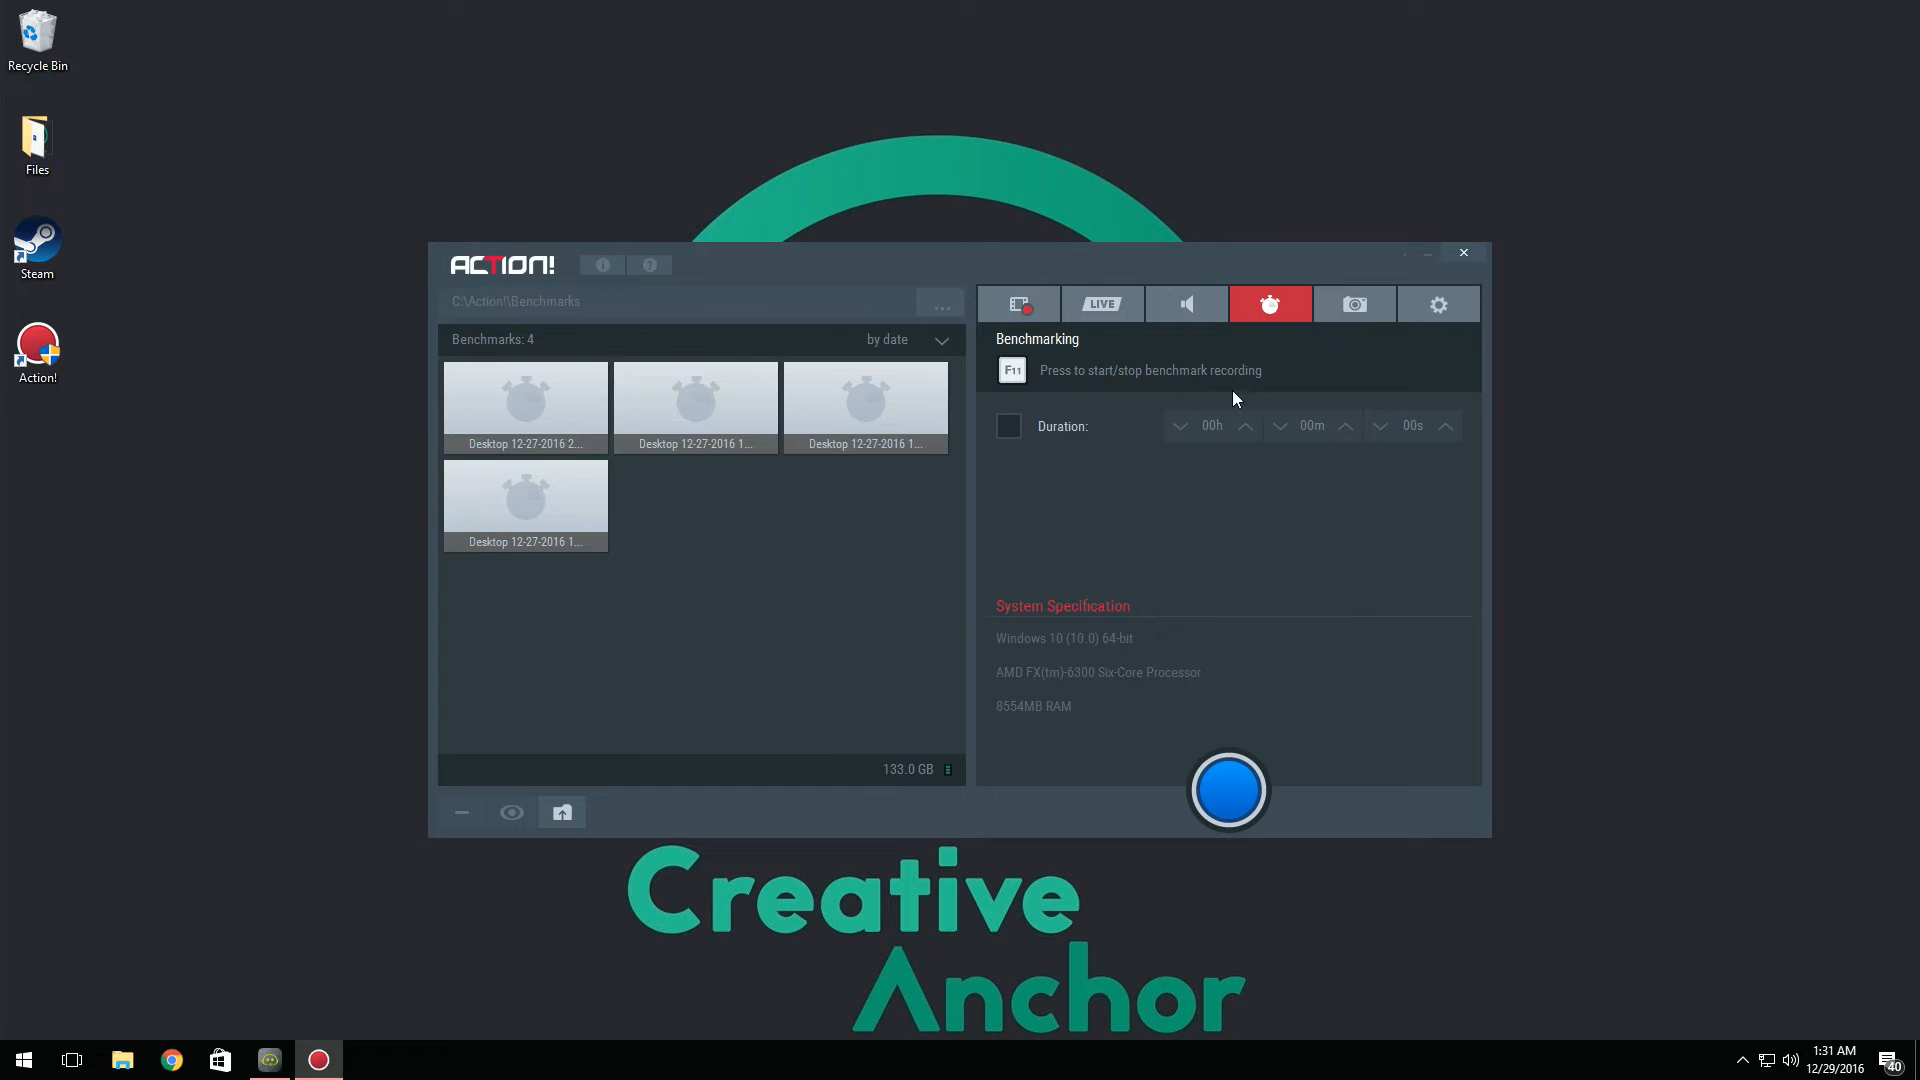 Recycle Bin
Files
Steam
Action!
ACTION!
C:\Action!\Benchmarks
...
Benchmarks: 4
by date
Desktop 12-27-2016 2...
Desktop 12-27-2016 1...
Desktop 12-27-2016 1...
Desktop 12-27-2016 1...
133.0 GB
LIVE
Benchmarking
F11
Press to start/stop benchmark recording
Duration:
00h
00m
00s
System Specification
Windows 10 (10.0) 64-bit
AMD FX(tm)-6300 Six-Core Processor
8554MB RAM
Creative
Anchor
1:31 AM
12/29/2016
40